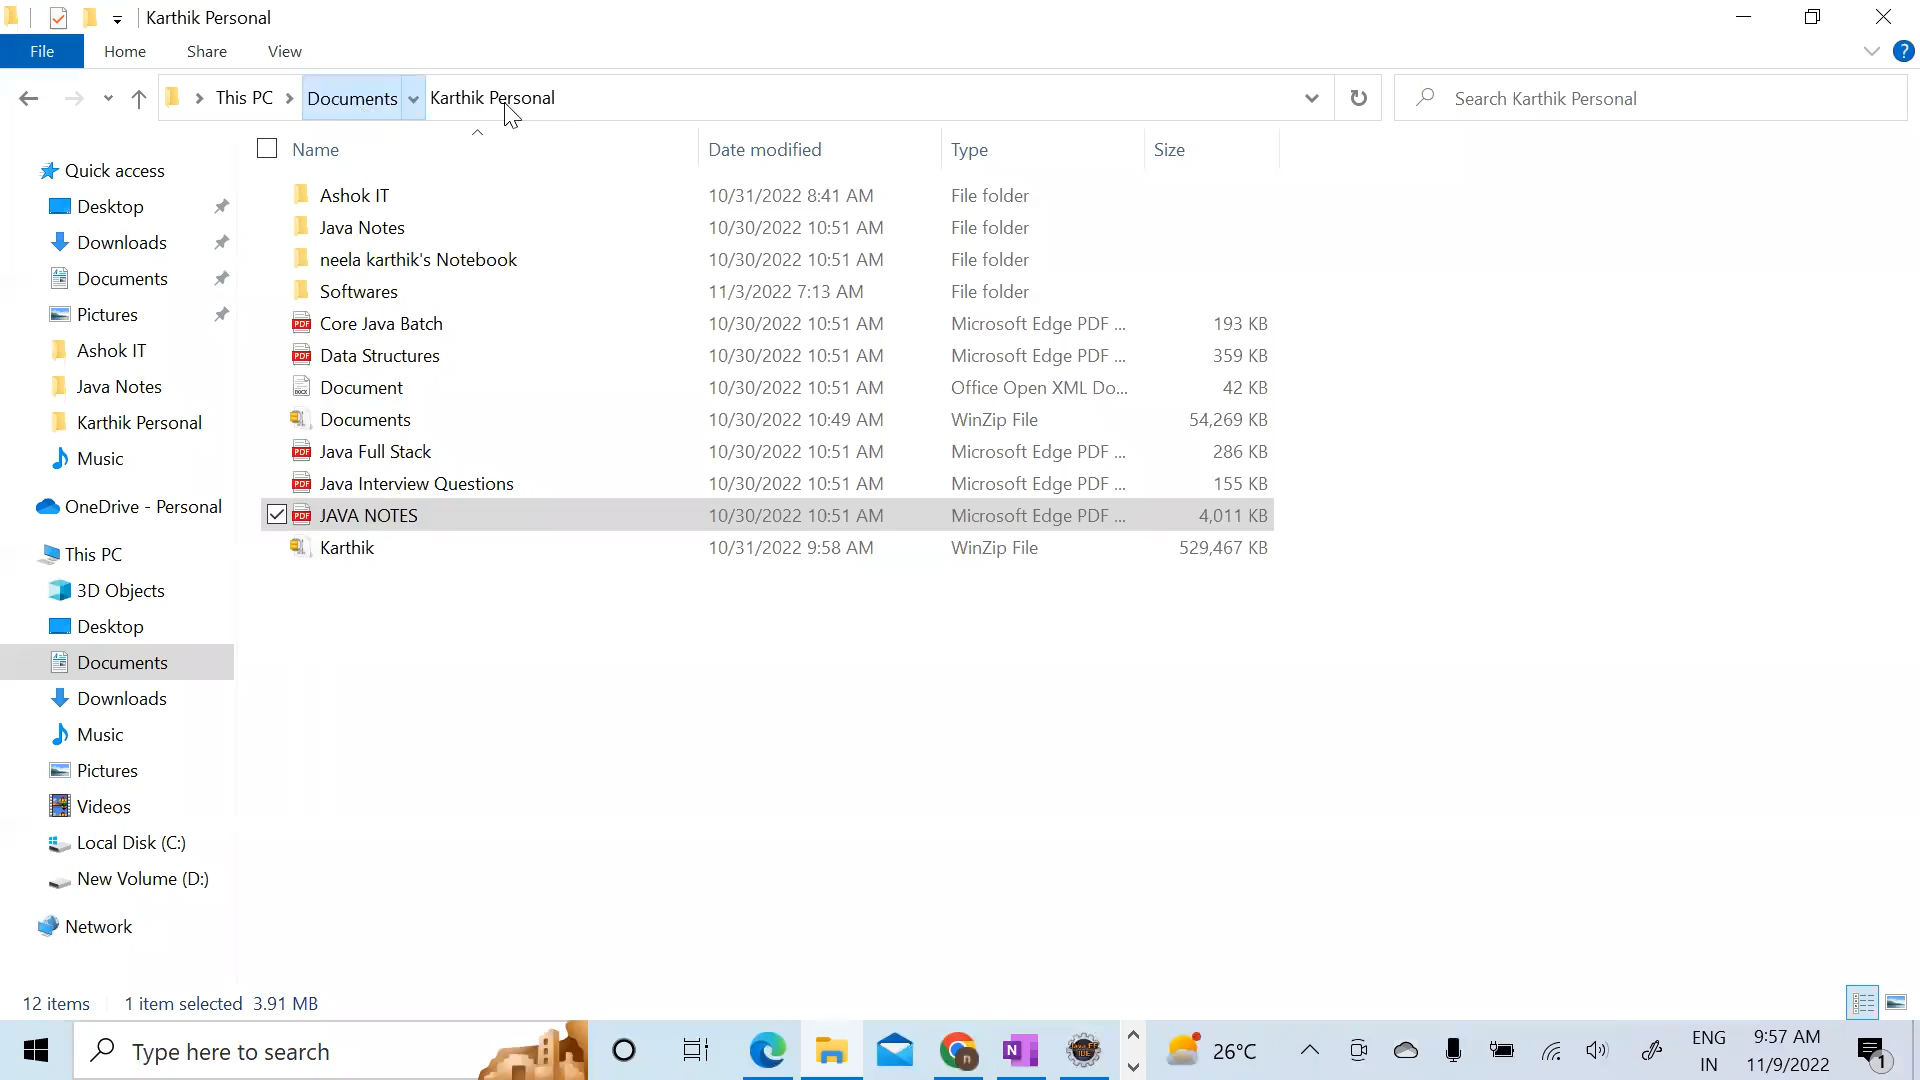 Karthik Personal
File Home Share View
This PC Documents Karthik Personal
Search Karthik Personal
Name Date modified Type Size
Quick access
Desktop
Downloads
Documents
Pictures
Ashok IT
Java Notes
Karthik Personal
Music
OneDrive - Personal
This PC
3D Objects
Desktop
Documents
Downloads
Music
Pictures
Videos
Local Disk (C:)
New Volume (D:)
Network
Ashok IT 10/31/2022 8:41 AM File folder
Java Notes 10/30/2022 10:51 AM File folder
neela karthik's Notebook 10/30/2022 10:51 AM File folder
Softwares 11/3/2022 7:13 AM File folder
Core Java Batch 10/30/2022 10:51 AM Microsoft Edge PDF ... 193 KB
Data Structures 10/30/2022 10:51 AM Microsoft Edge PDF ... 359 KB
Document 10/30/2022 10:51 AM Office Open XML Do... 42 KB
Documents 10/30/2022 10:49 AM WinZip File 54,269 KB
Java Full Stack 10/30/2022 10:51 AM Microsoft Edge PDF ... 286 KB
Java Interview Questions 10/30/2022 10:51 AM Microsoft Edge PDF ... 155 KB
JAVA NOTES 10/30/2022 10:51 AM Microsoft Edge PDF ... 4,011 KB
Karthik 10/31/2022 9:58 AM WinZip File 529,467 KB
12 items 1 item selected 3.91 MB
Type here to search
26°C
ENG
IN
9:57 AM
11/9/2022
1